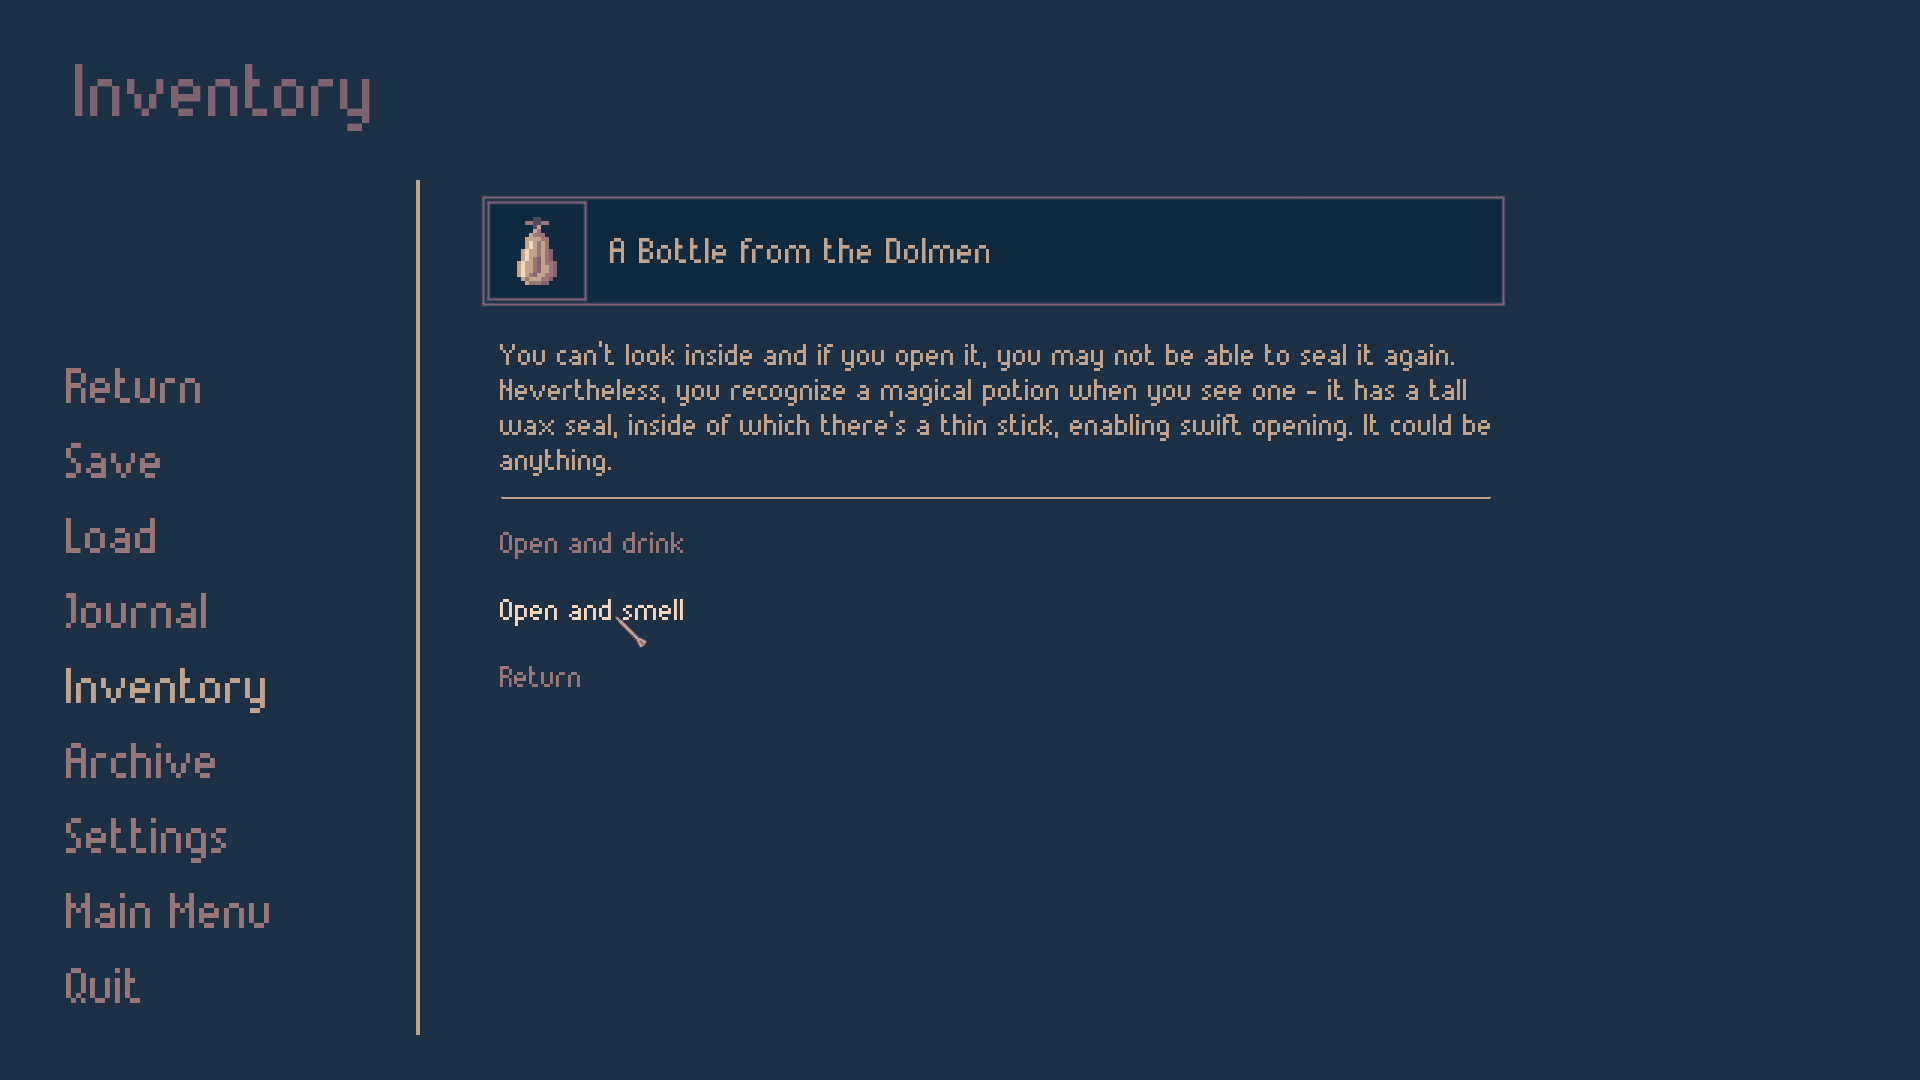 Inventory
Return
Save
Load
Journal
Inventory
Archive
Settings
Main Menu
Quit
A Bottle from the Dolmen
You can't look inside and if you open it, you may not be able to seal it again.
Nevertheless, you recognize a magical potion when you see one - it has a tall
wax seal, inside of which there's a thin stick, enabling swift opening. It could be
anything.
Open and drink
Open and smell
Return